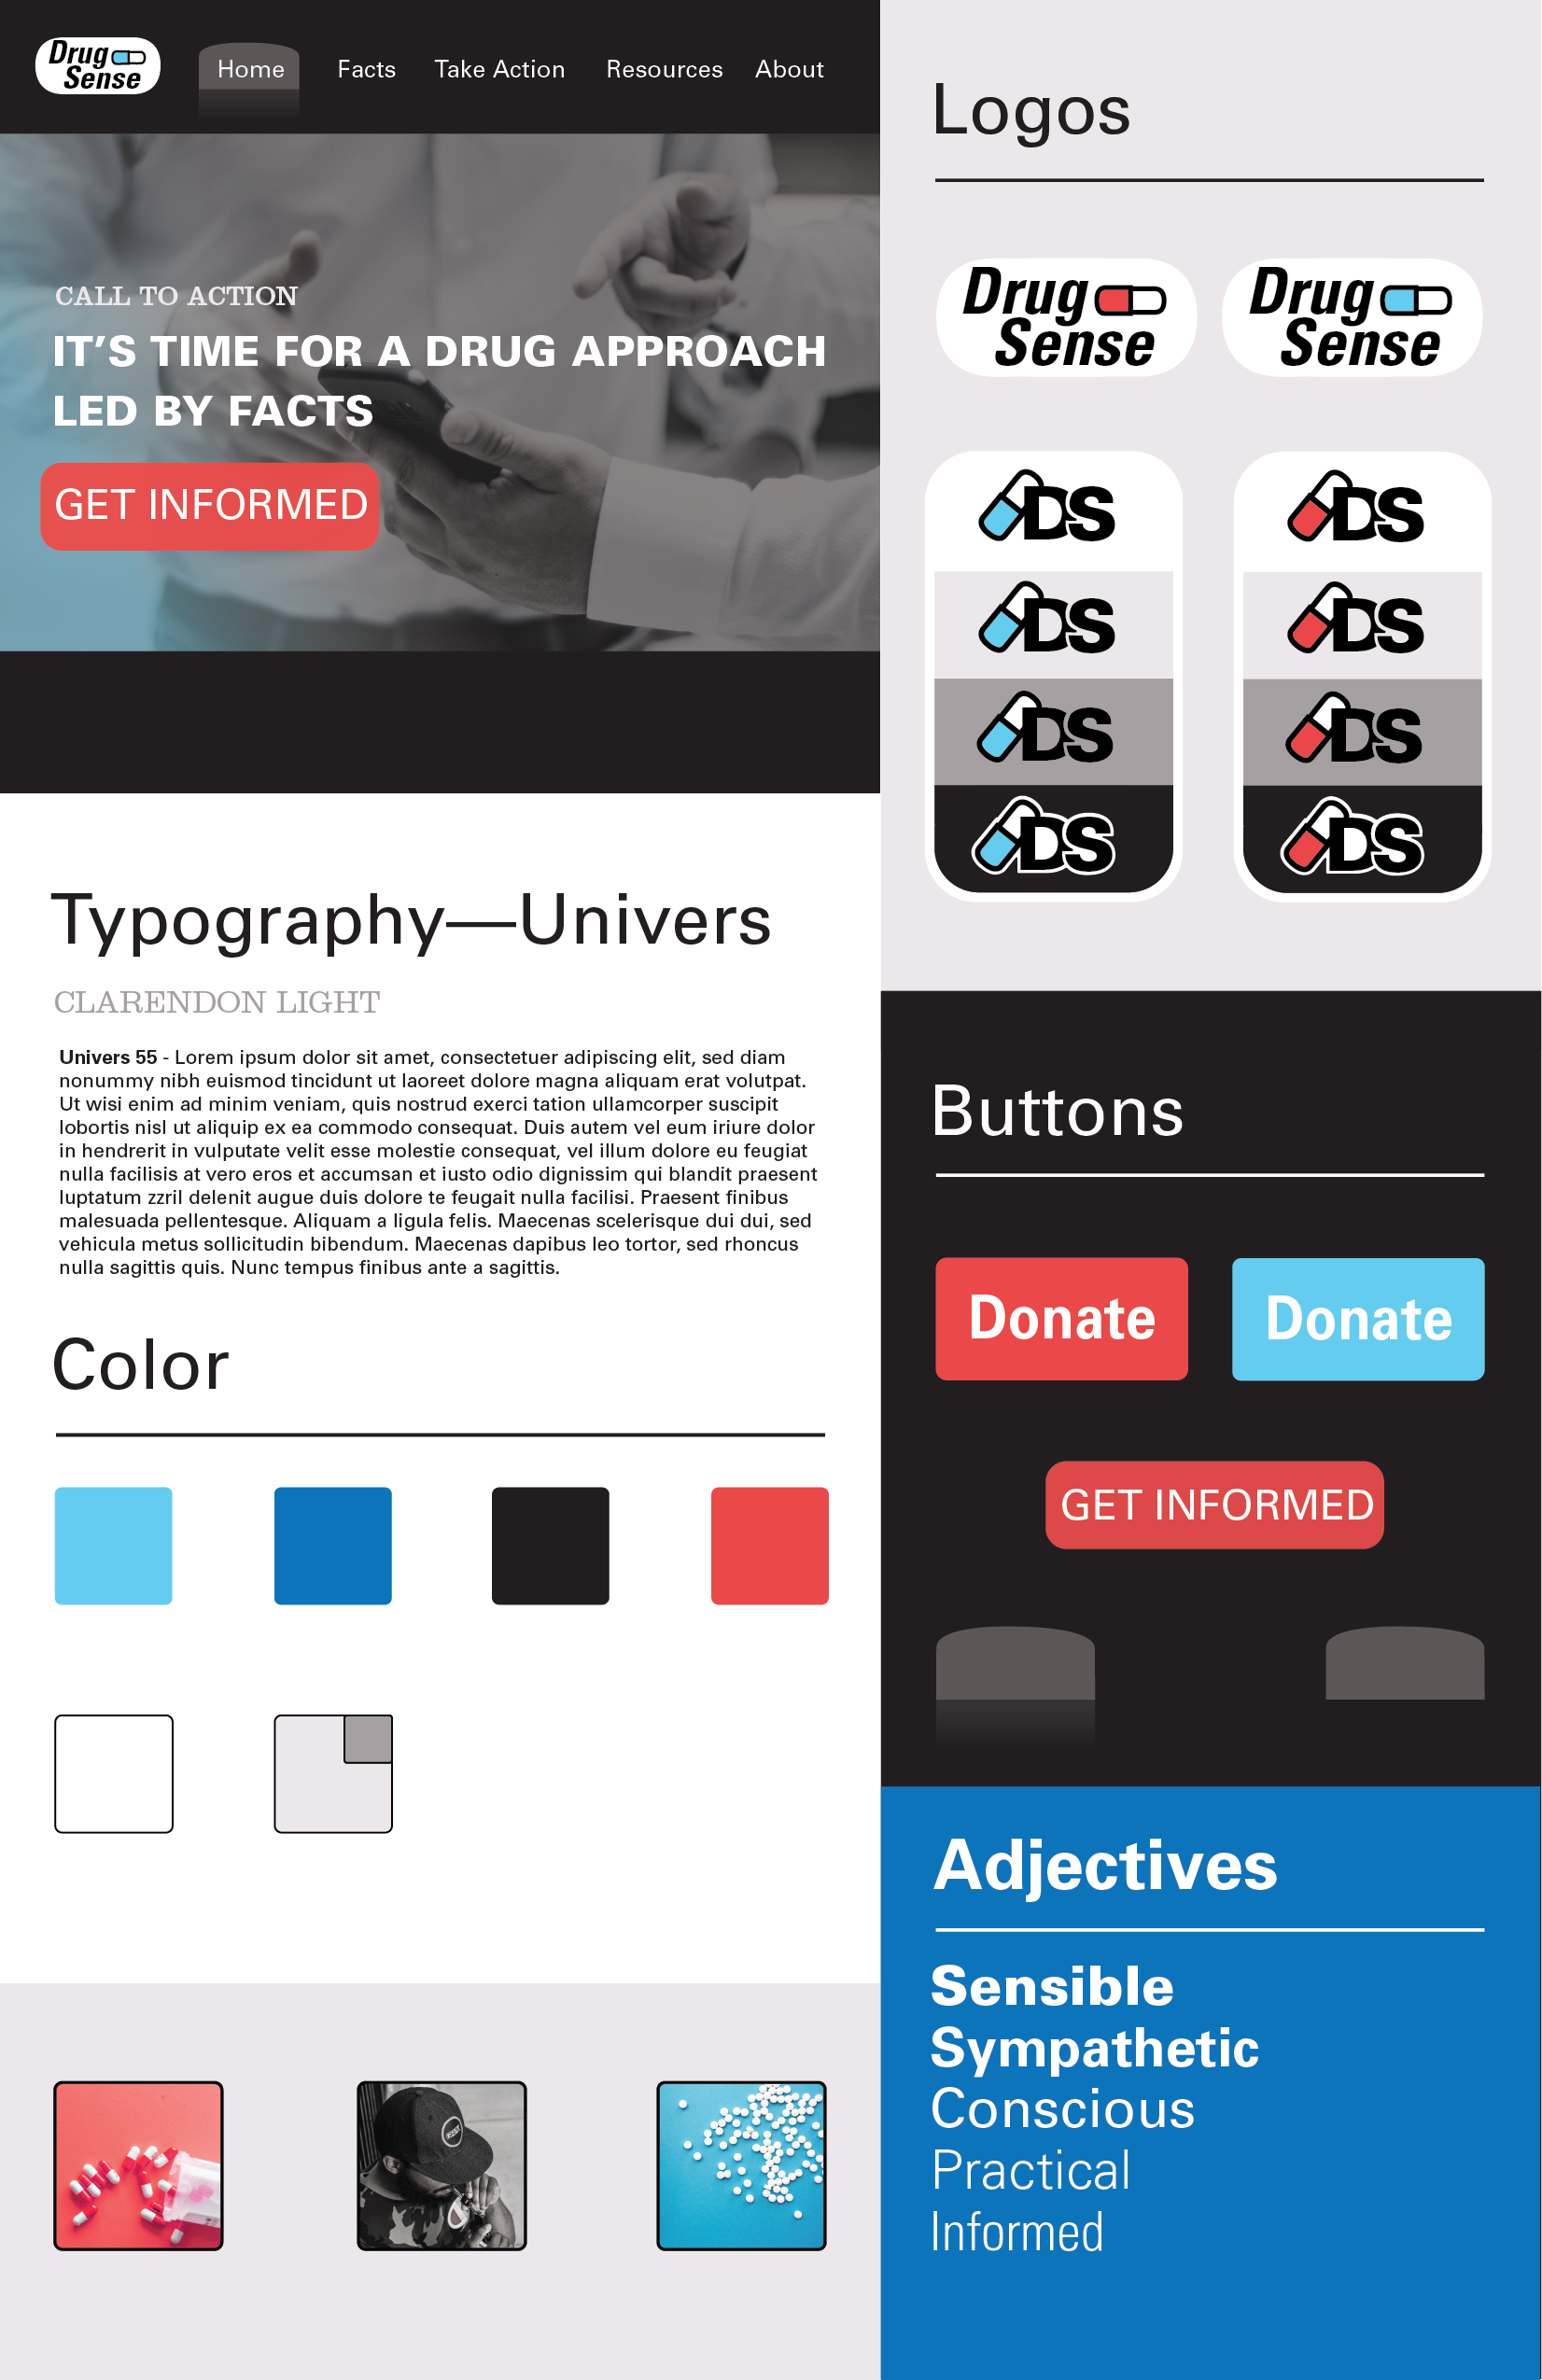 Drug
Sense
Home
Facts
Take Action
Resources
About
CALL TO ACTION
IT’S TIME FOR A DRUG APPROACH
LED BY FACTS
GET INFORMED
Typography—Univers
CLARENDON LIGHT
Univers 55 - Lorem ipsum dolor sit amet, consectetuer adipiscing elit, sed diam
nonummy nibh euismod tincidunt ut laoreet dolore magna aliquam erat volutpat.
Ut wisi enim ad minim veniam, quis nostrud exerci tation ullamcorper suscipit
lobortis nisl ut aliquip ex ea commodo consequat. Duis autem vel eum iriure dolor
in hendrerit in vulputate velit esse molestie consequat, vel illum dolore eu feugiat
nulla facilisis at vero eros et accumsan et iusto odio dignissim qui blandit praesent
luptatum zzril delenit augue duis dolore te feugait nulla facilisi. Praesent finibus
malesuada pellentesque. Aliquam a ligula felis. Maecenas scelerisque dui dui, sed
vehicula metus sollicitudin bibendum. Maecenas dapibus leo tortor, sed rhoncus
nulla sagittis quis. Nunc tempus finibus ante a sagittis.
Color
Logos
Drug
Sense
Drug
Sense
DS
DS
DS
DS
DS
DS
DS
DS
Buttons
Donate
Donate
GET INFORMED
Adjectives
Sensible
Sympathetic
Conscious
Practical
Informed